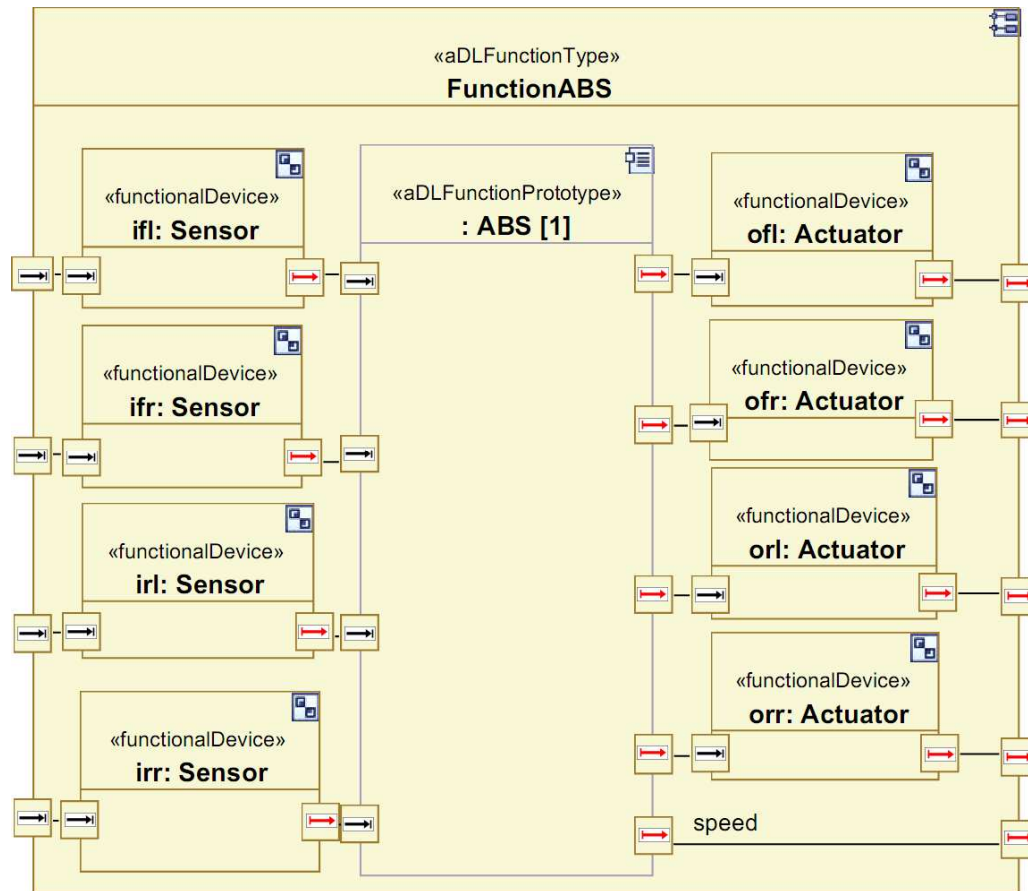 «aDLFunctionType»
FunctionABS
«functionalDevice»
ifl: Sensor
«functionalDevice»
ifr: Sensor
«functionalDevice»
irl: Sensor
«functionalDevice»
irr: Sensor
«aDLFunctionPrototype»
: ABS [1]
«functionalDevice»
ofl: Actuator
«functionalDevice»
ofr: Actuator
«functionalDevice»
orl: Actuator
«functionalDevice»
orr: Actuator
speed